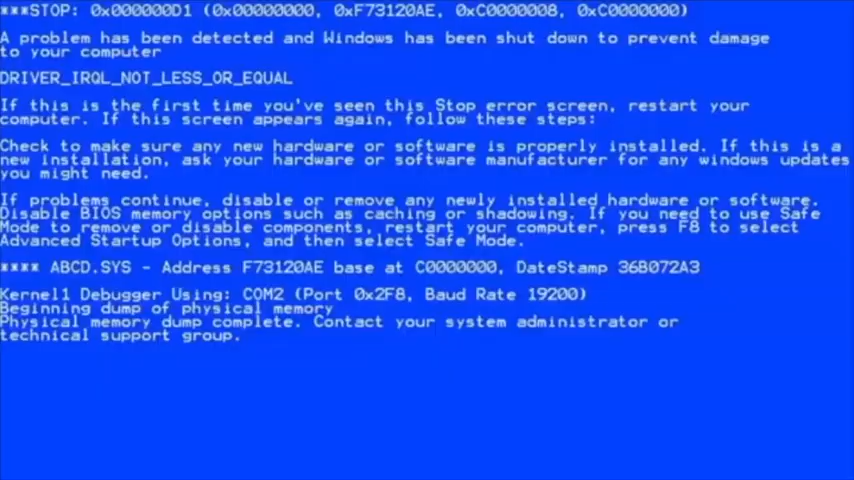 ***STOP: 0x000000D1 (0x00000000, 0xF73120AE, 0xC0000008, 0xC0000000)
A problem has been detected and Windows has been shut down to prevent damage
to your computer
DRIVER_IRQL_NOT_LESS_OR_EQUAL
If this is the first time you've seen this Stop error screen, restart your
computer. If this screen appears again, follow these steps:
Check to make sure any new hardware or software is properly installed. If this is a
new installation, ask your hardware or software manufacturer for any windows updates
you might need.
If problems continue, disable or remove any newly installed hardware or software.
Disable BIOS memory options such as caching or shadowing. If you need to use Safe
Mode to remove or disable components, restart your computer, press F8 to select
Advanced Startup Options, and then select Safe Mode.
**** ABCD.SYS - Address F73120AE base at C0000000, DateStamp 36B072A3
Kernel1 Debugger Using: COM2 (Port 0x2F8, Baud Rate 19200)
Beginning dump of physical memory
Physical memory dump complete. Contact your system administrator or
technical support group.